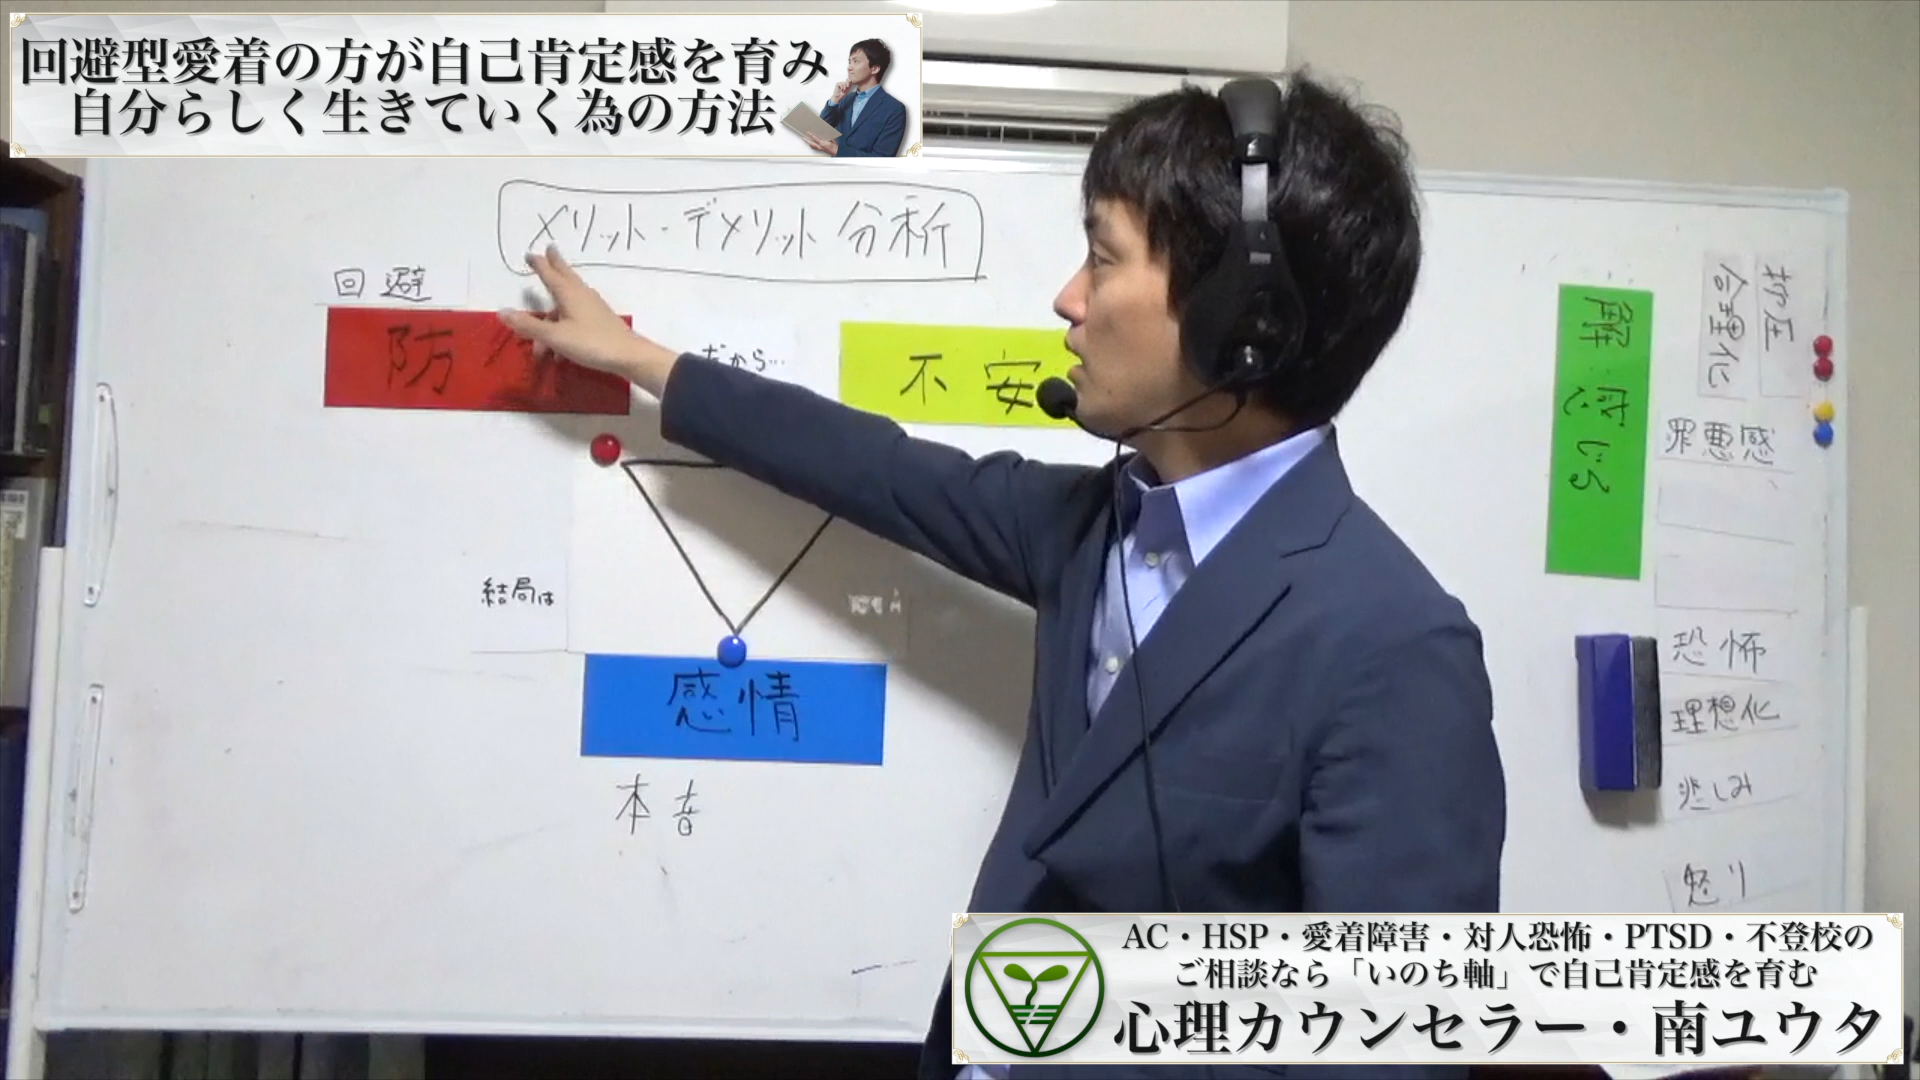 回避型愛着の方が自己肯定感を育み
自分らしく生きていく為の方法
メリット・デメリット分析
回避
防
だから…
不安
結局は
感情
本音
解・感じる
抑圧
合理化
罪悪感
恐怖
理想化
悲しみ
怒り
AC・HSP・愛着障害・対人恐怖・PTSD・不登校の
ご相談なら「いのち軸」で自己肯定感を育む
心理カウンセラー・南ユウタ